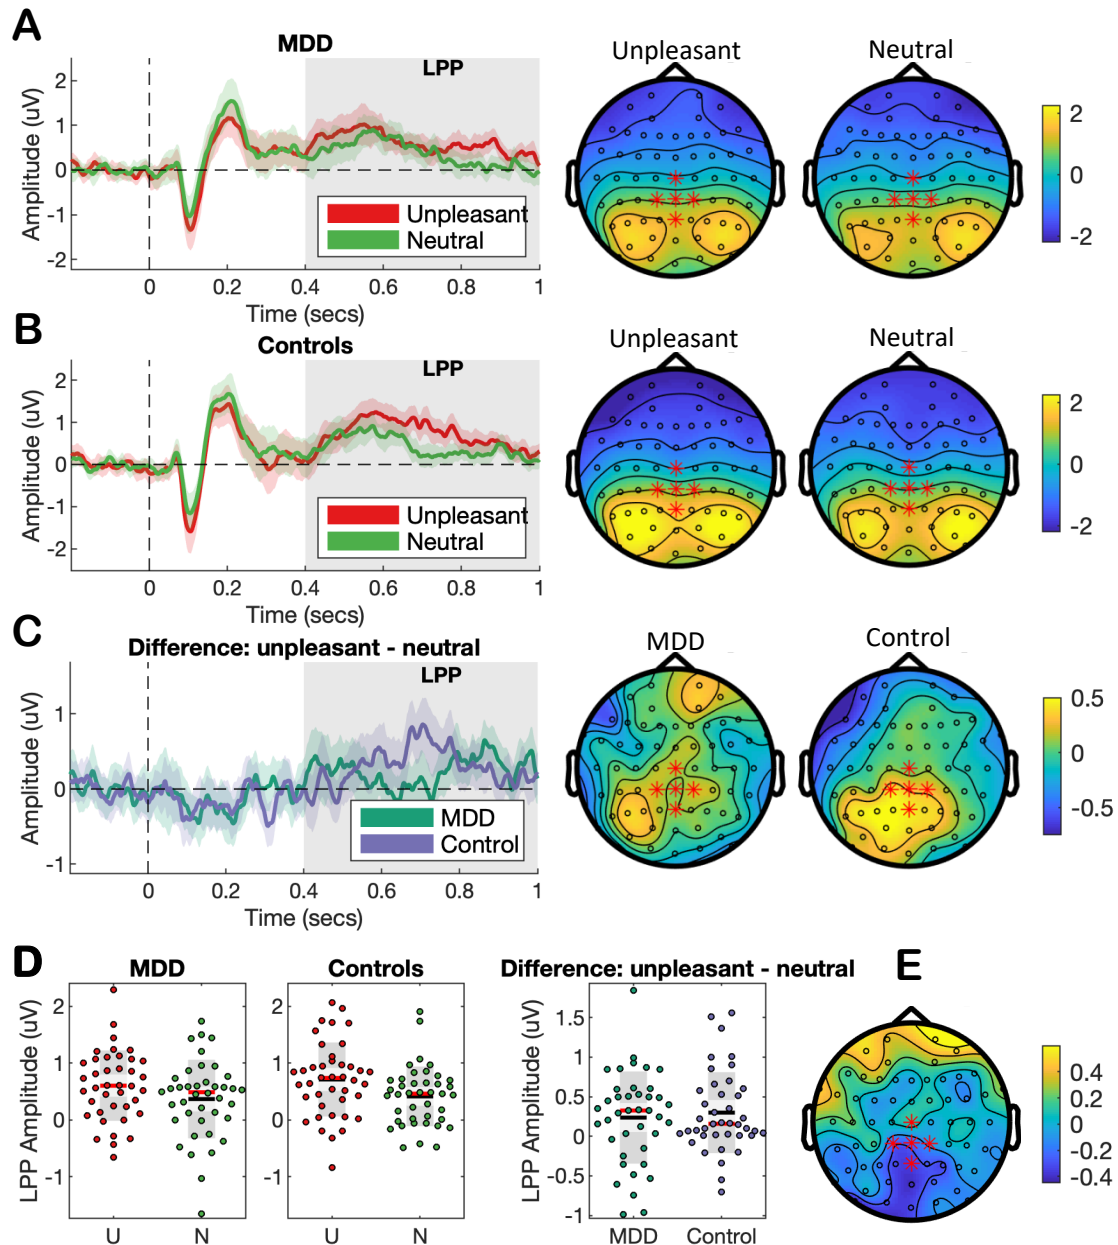 A
MDD
LPP
Amplitude (uV)
2
1
0
-1
-2
Unpleasant
Neutral
0
0.2
0.4
0.6
0.8
1
Time (secs)
Unpleasant
Neutral
2
0
-2
B
Controls
LPP
Amplitude (uV)
2
1
0
-1
-2
Unpleasant
Neutral
0
0.2
0.4
0.6
0.8
1
Time (secs)
Unpleasant
Neutral
2
0
-2
C
Difference: unpleasant - neutral
LPP
Amplitude (uV)
1
0
-1
MDD
Control
0
0.2
0.4
0.6
0.8
1
Time (secs)
MDD
Control
0.5
0
-0.5
D
MDD
LPP Amplitude (uV)
2
1
0
-1
U
N
Controls
2
1
0
-1
U
N
Difference: unpleasant - neutral
LPP Amplitude (uV)
1.5
1
0.5
0
-0.5
-1
MDD
Control
E
0.4
0.2
0
-0.2
-0.4